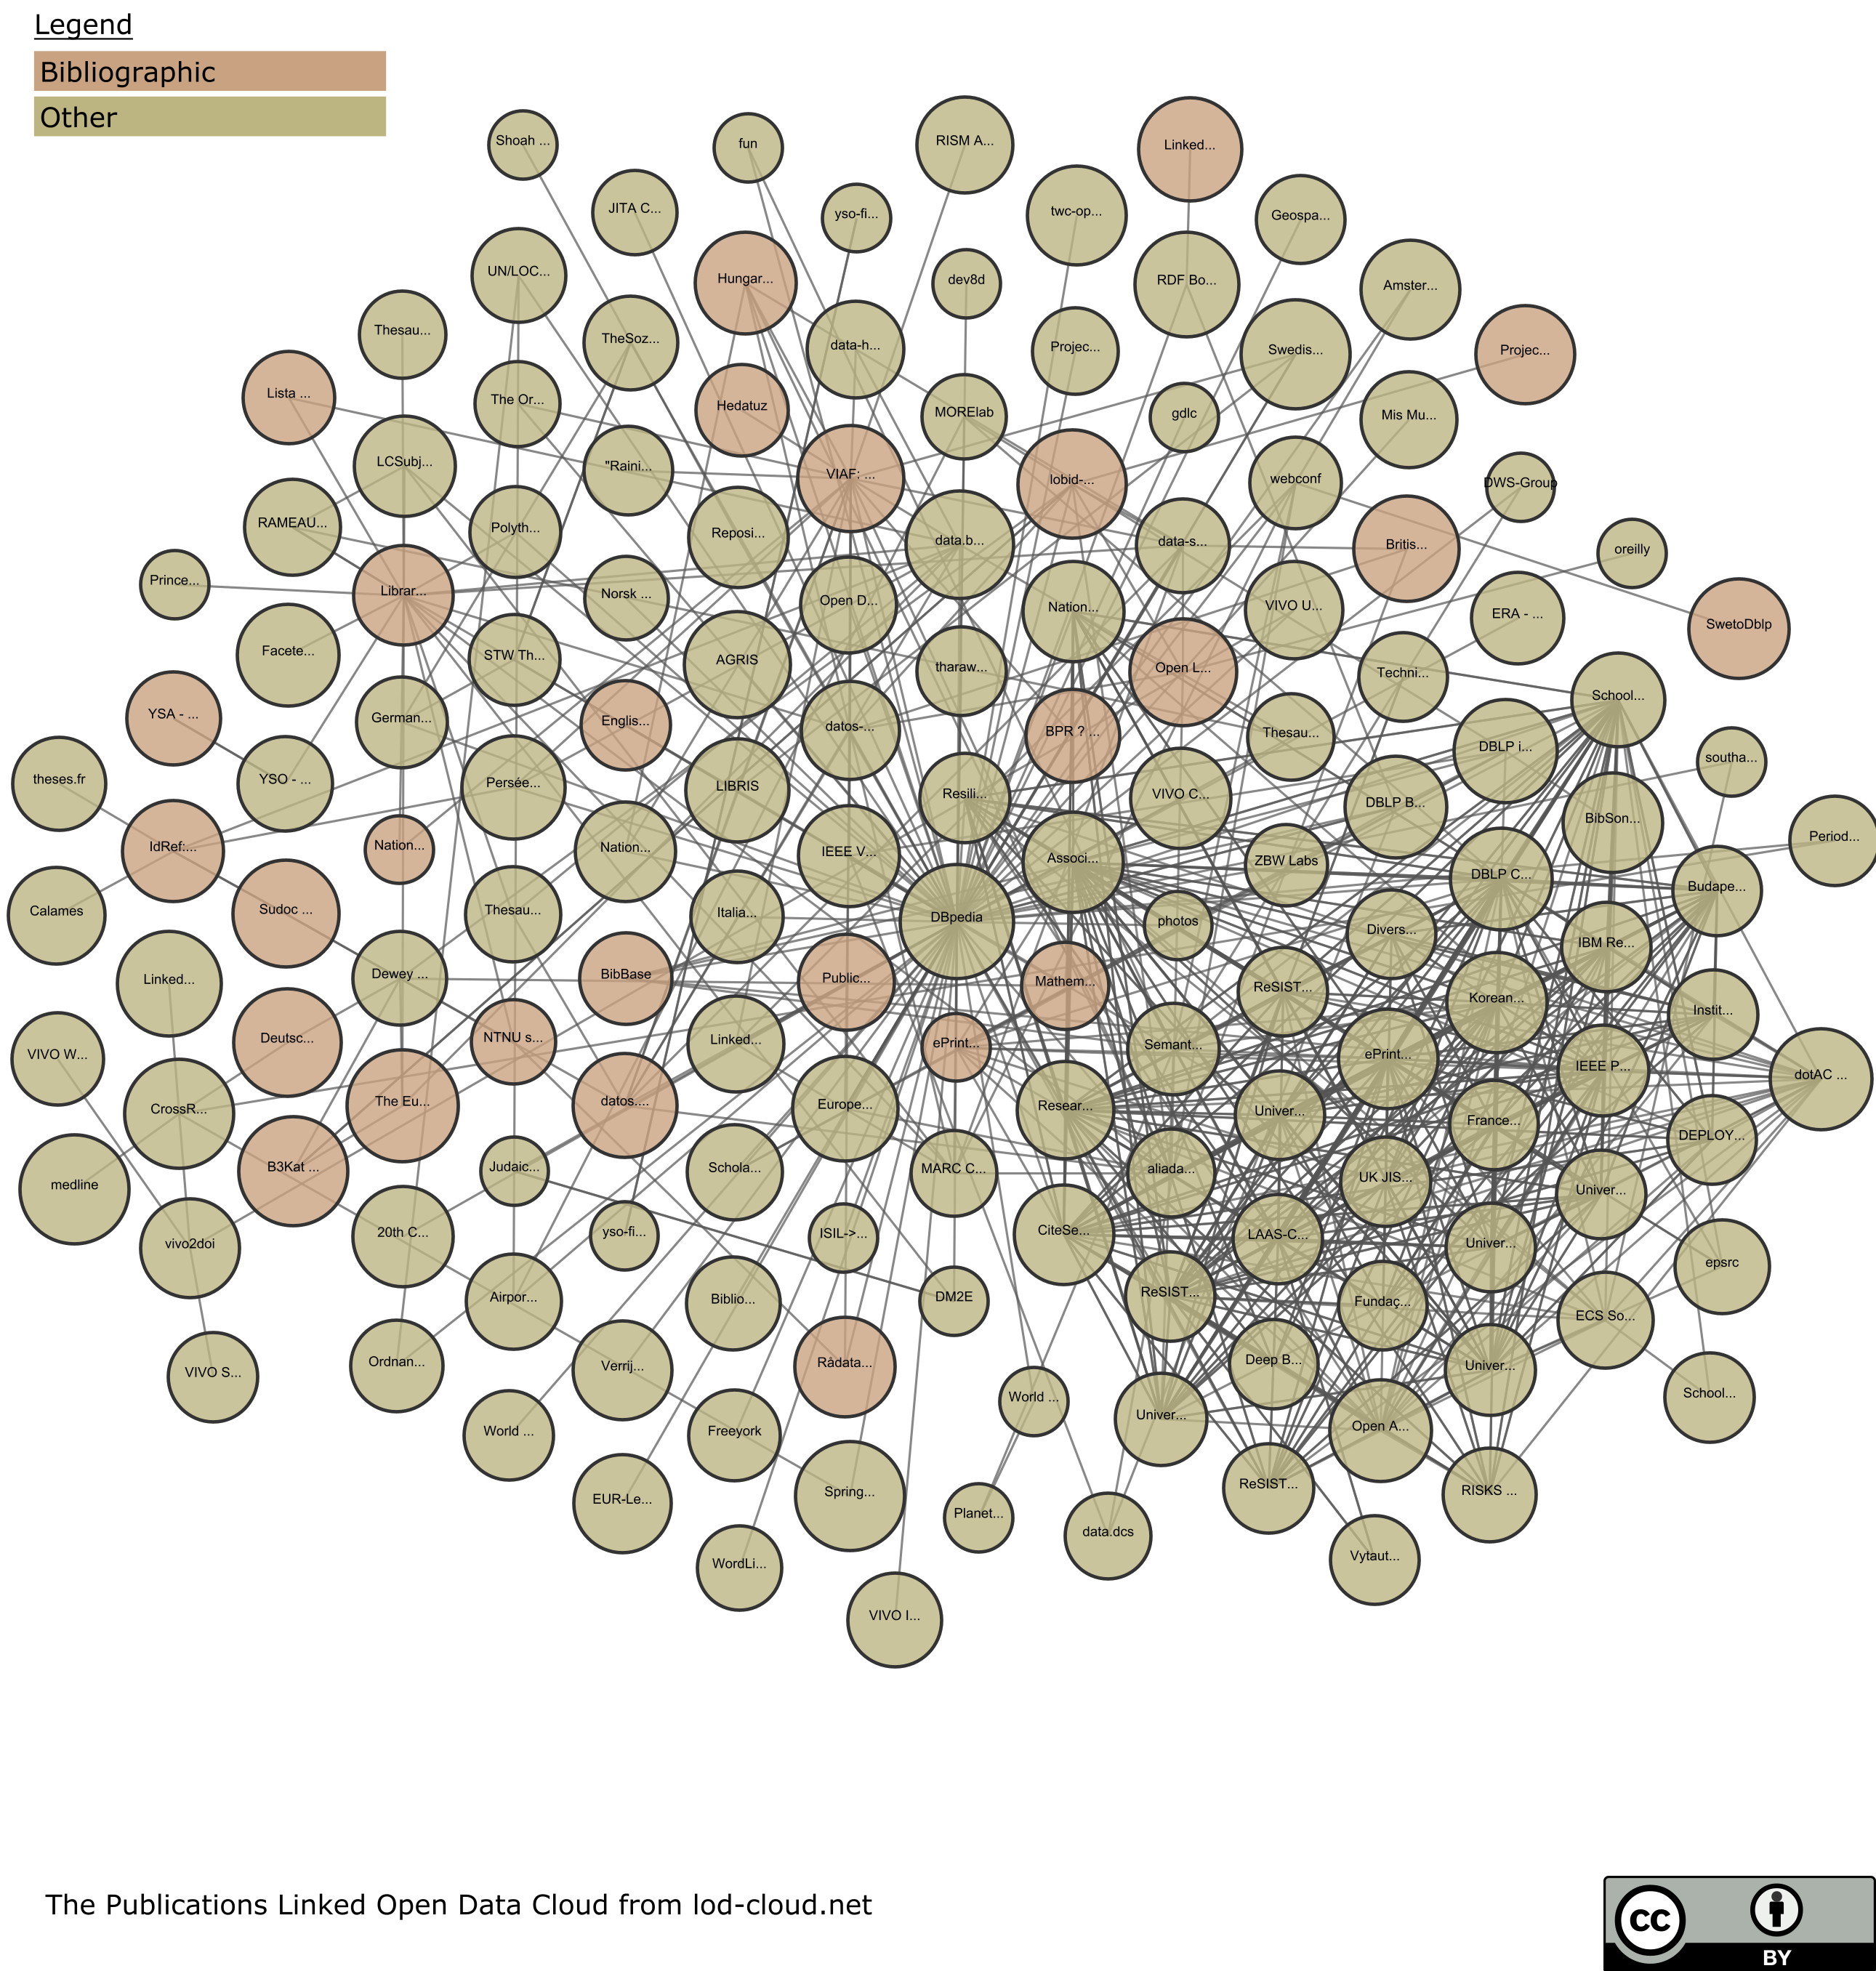 Legend
Bibliographic
Other
Shoah ...
fun
RISM A...
Linked...
JITA C...
yso-fi...
twc-op...
Geospa...
UN/LOC...
Hungar...
dev8d
RDF Bo...
Amster...
Thesau...
TheSoz...
data-h...
Projec...
Swedis...
Projec...
Lista ...
The Or...
Hedatuz
MORElab
gdlc
Mis Mu...
LCSubj...
"Raini...
VIAF: ...
lobid-...
webconf
DWS-Group
RAMEAU...
Polyth...
Reposi...
data.b...
data-s...
Britis...
oreilly
Prince...
Librar...
Norsk ...
Open D...
Nation...
VIVO U...
ERA - ...
SwetoDblp
Facete...
STW Th...
AGRIS
tharaw...
Open L...
Techni...
School...
YSA - ...
German...
Englis...
datos-...
BPR ? ...
Thesau...
DBLP i...
southa...
theses.fr
YSO - ...
Persée...
LIBRIS
Resili...
VIVO C...
DBLP B...
BibSon...
Period...
IdRef:...
Nation...
Nation...
IEEE V...
Associ...
ZBW Labs
DBLP C...
Budape...
Calames
Sudoc ...
Thesau...
Italia...
DBpedia
photos
Divers...
IBM Re...
Linked...
Dewey ...
BibBase
Public...
Mathem...
ReSIST...
Korean...
Instit...
VIVO W...
Deutsc...
NTNU s...
Linked...
ePrint...
Semant...
ePrint...
IEEE P...
dotAC ...
CrossR...
The Eu...
datos....
Europe...
Resear...
Univer...
France...
DEPLOY...
medline
B3Kat ...
Judaic...
Schola...
MARC C...
aliada...
UK JIS...
Univer...
vivo2doi
20th C...
yso-fi...
ISIL->...
CiteSe...
LAAS-C...
Univer...
epsrc
Airpor...
Biblio...
DM2E
ReSIST...
Fundaç...
ECS So...
VIVO S...
Ordnan...
Verrij...
Rådata...
Deep B...
Univer...
School...
World ...
Freeyork
World ...
Univer...
Open A...
EUR-Le...
Spring...
Planet...
data.dcs
ReSIST...
RISKS ...
WordLi...
Vytaut...
VIVO I...
The Publications Linked Open Data Cloud from lod-cloud.net
cc
BY